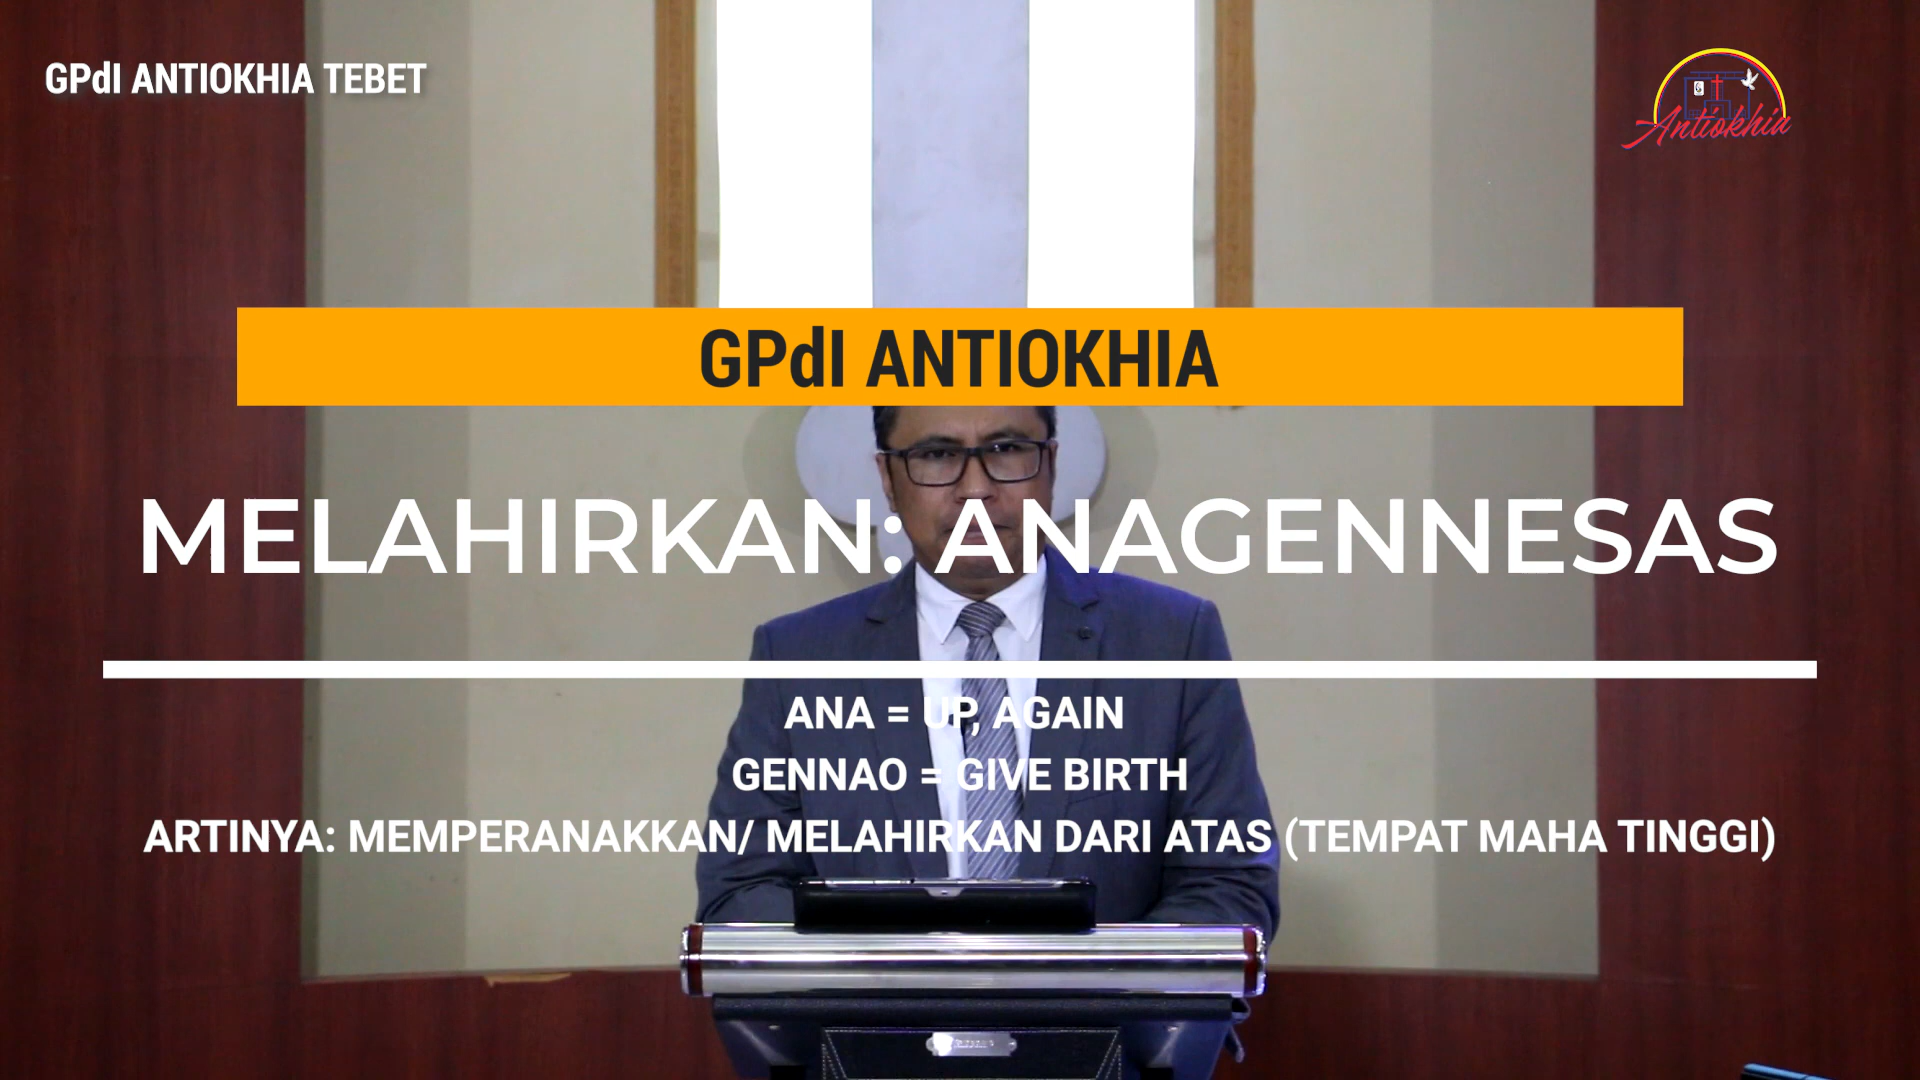 GPdI ANTIOKHIA TEBET
Antiokhia
GPdI ANTIOKHIA
MELAHIRKAN: ANAGENNESAS
ANA = UP, AGAIN
GENNAO = GIVE BIRTH
ARTINYA: MEMPERANAKKAN/ MELAHIRKAN DARI ATAS (TEMPAT MAHA TINGGI)